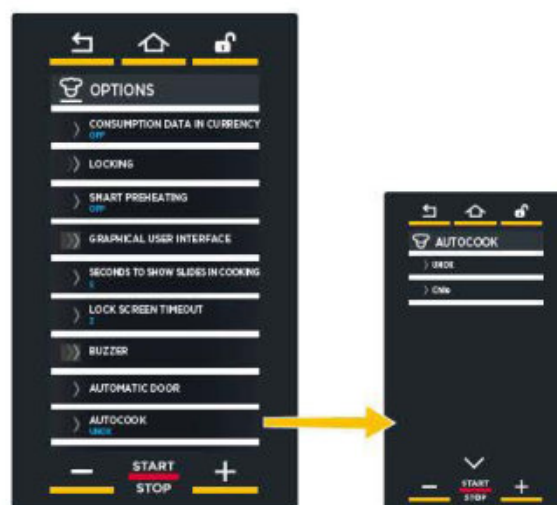 OPTIONS
CONSUMPTION DATA IN CURRENCY
OFF
LOCKING
SMART PREHEATING
OFF
GRAPHICAL USER INTERFACE
SECONDS TO SHOW SLIDES IN COOKING
LOCK SCREEN TIMEOUT
BUZZER
AUTOMATIC DOOR
AUTOCOOK
UNOX
START
STOP
AUTOCOOK
UNOX
START
STOP